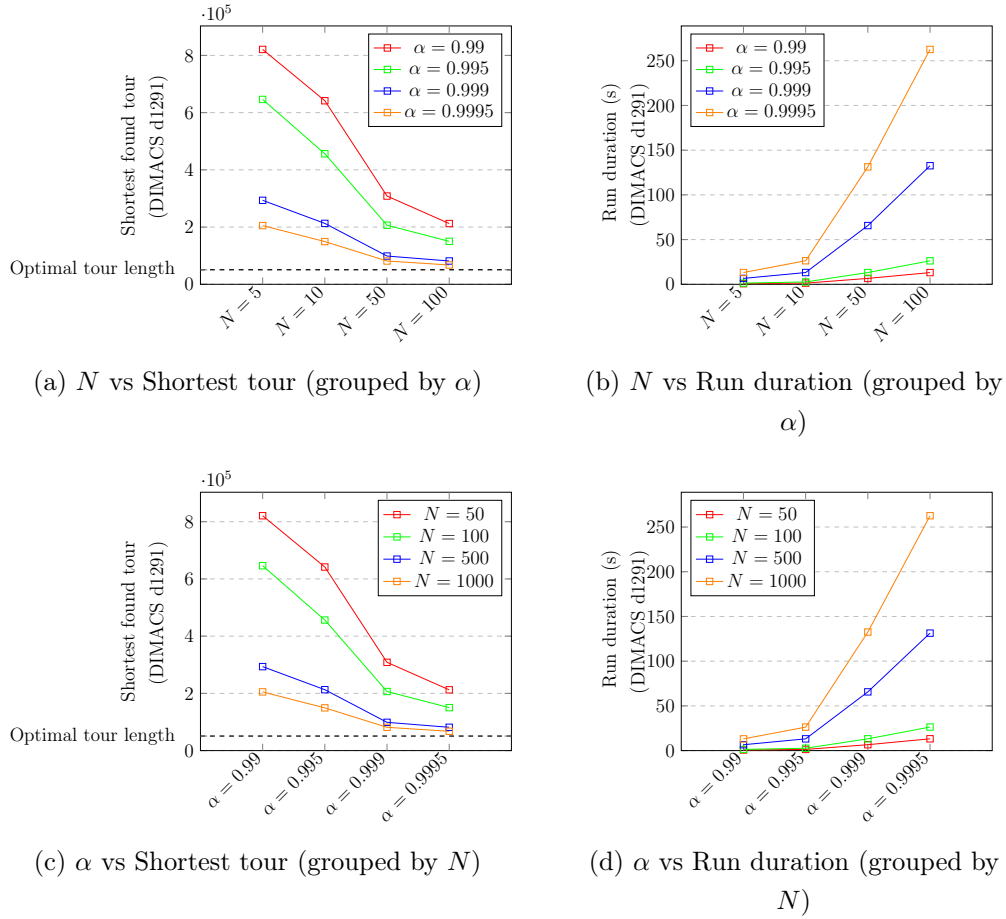 ·10⁵
Shortest found tour
(DIMACS d1291)
8
6
4
2
0
Optimal tour length
α = 0.99
α = 0.995
α = 0.999
α = 0.9995
N = 5
N = 10
N = 50
N = 100
(a) N vs Shortest tour (grouped by α)
Run duration (s)
(DIMACS d1291)
250
200
150
100
50
0
α = 0.99
α = 0.995
α = 0.999
α = 0.9995
N = 5
N = 10
N = 50
N = 100
(b) N vs Run duration (grouped by
α)
·10⁵
Shortest found tour
(DIMACS d1291)
8
6
4
2
0
Optimal tour length
N = 50
N = 100
N = 500
N = 1000
α = 0.99
α = 0.995
α = 0.999
α = 0.9995
(c) α vs Shortest tour (grouped by N)
Run duration (s)
(DIMACS d1291)
250
200
150
100
50
0
N = 50
N = 100
N = 500
N = 1000
α = 0.99
α = 0.995
α = 0.999
α = 0.9995
(d) α vs Run duration (grouped by
N)